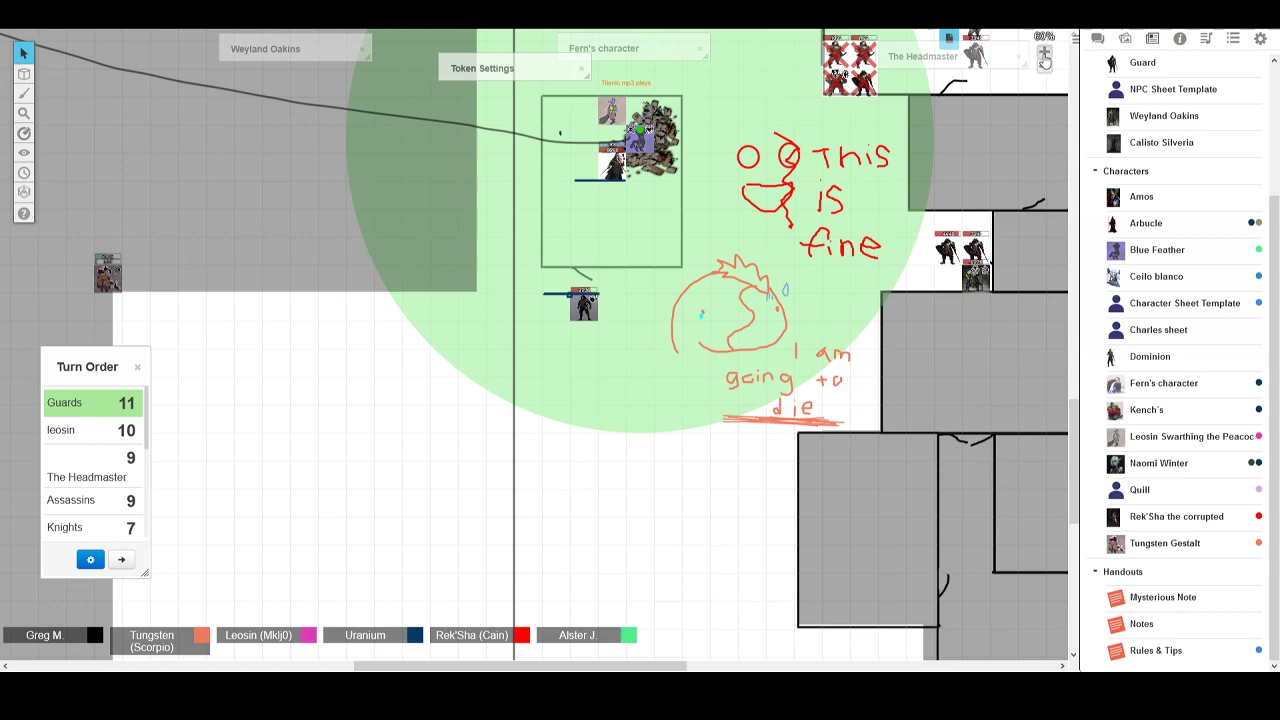 Weyland Oakins
Fern's character
The Headmaster
Token Settings
Titanic.mp3 plays
This
is
fine
I am
going to
die
Turn Order
Guards 11
leosin 10
9
The Headmaster
Assassins 9
Knights 7
Greg M.
Tungsten
(Scorpio)
Leosin (Mklj0)
Uranium
Rek'Sha (Cain)
Alster J.
Guard
NPC Sheet Template
Weyland Oakins
Calisto Silveria
Characters
Amos
Arbucle
Blue Feather
Ceilo blanco
Character Sheet Template
Charles sheet
Dominion
Fern's character
Kench's
Leosin Swarthing the Peacoc
Naomi Winter
Quill
Rek'Sha the corrupted
Tungsten Gestalt
Handouts
Mysterious Note
Notes
Rules & Tips